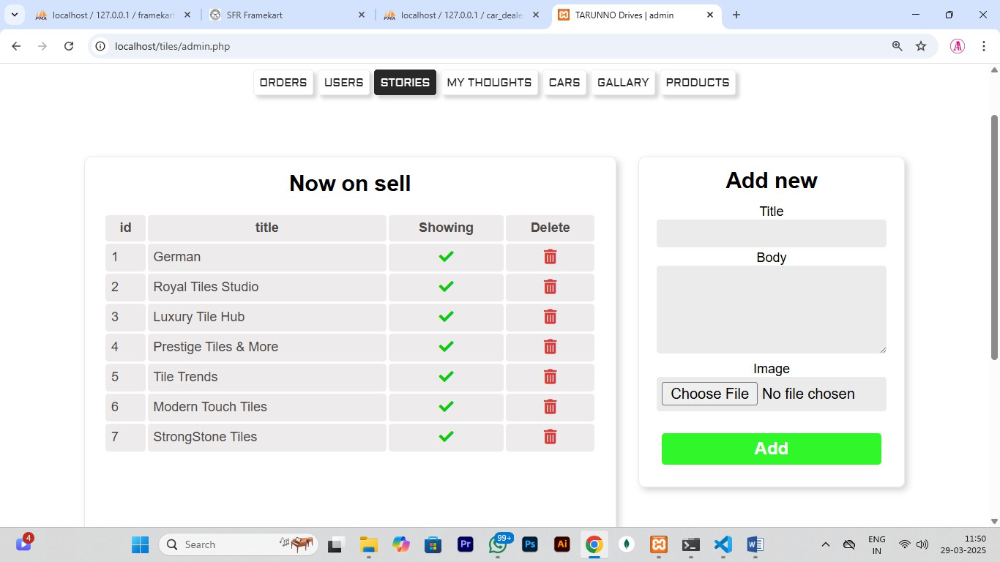 localhost / 127.0.0.1 / framekart
SFR Framekart
localhost / 127.0.0.1 / car_deale
TARUNNO Drives | admin
localhost/tiles/admin.php
ORDERS USERS STORIES MY THOUGHTS CARS GALLARY PRODUCTS
Now on sell
id title Showing Delete
1 German
2 Royal Tiles Studio
3 Luxury Tile Hub
4 Prestige Tiles & More
5 Tile Trends
6 Modern Touch Tiles
7 StrongStone Tiles
Add new
Title
Body
Image
Choose File No file chosen
Add
4
Search
Pr
99+
Ps
Ai
ENG
IN
11:50
29-03-2025